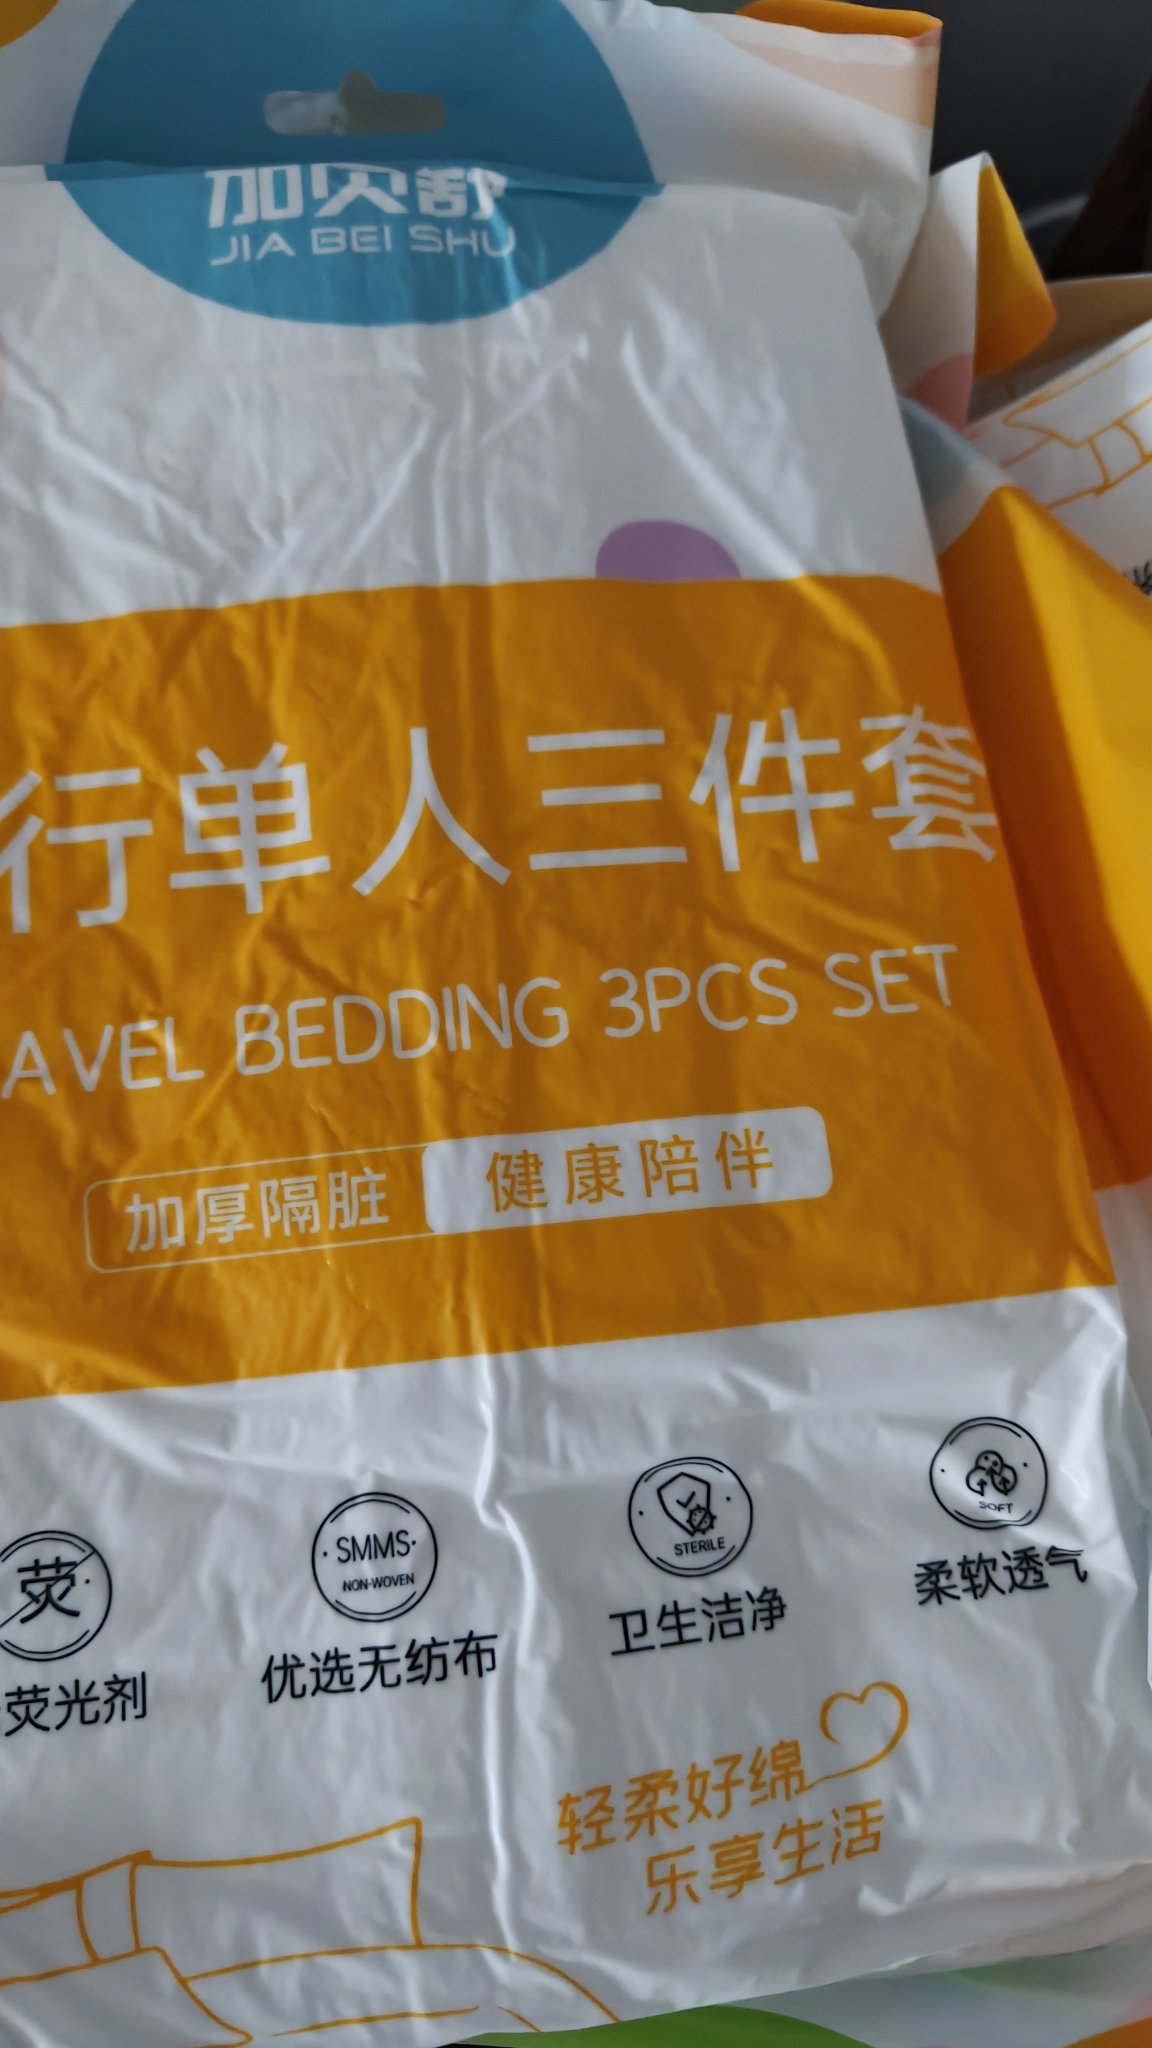 加贝舒
JIA BEI SHU
行单人三件套
AVEL BEDDING 3PCS SET
加厚隔脏 健康陪伴
荧
荧光剂
SMMS
NON-WOVEN
优选无纺布
STERILE
卫生洁净
SOFT
柔软透气
轻柔好绵
乐享生活